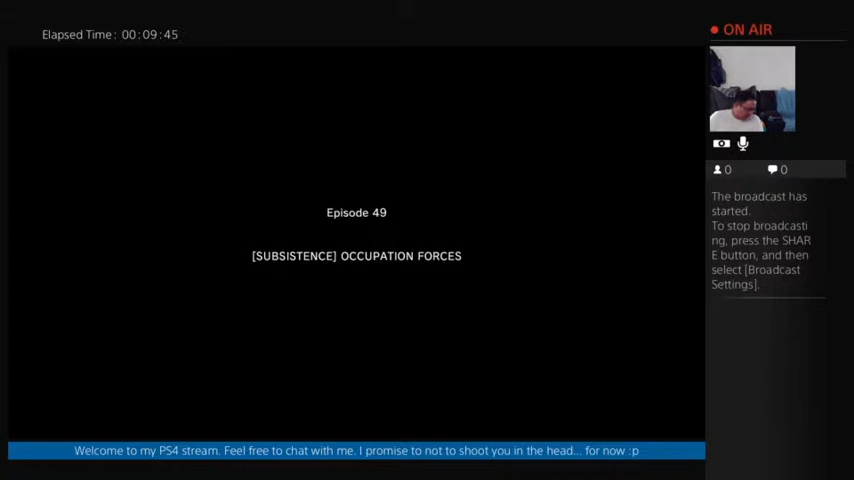 Elapsed Time: 00:09:45
ON AIR
0 0
The broadcast has
started.
To stop broadcasti
ng, press the SHAR
E button, and then
select [Broadcast
Settings].
Episode 49
[SUBSISTENCE] OCCUPATION FORCES
Welcome to my PS4 stream. Feel free to chat with me. I promise to not to shoot you in the head... for now :p